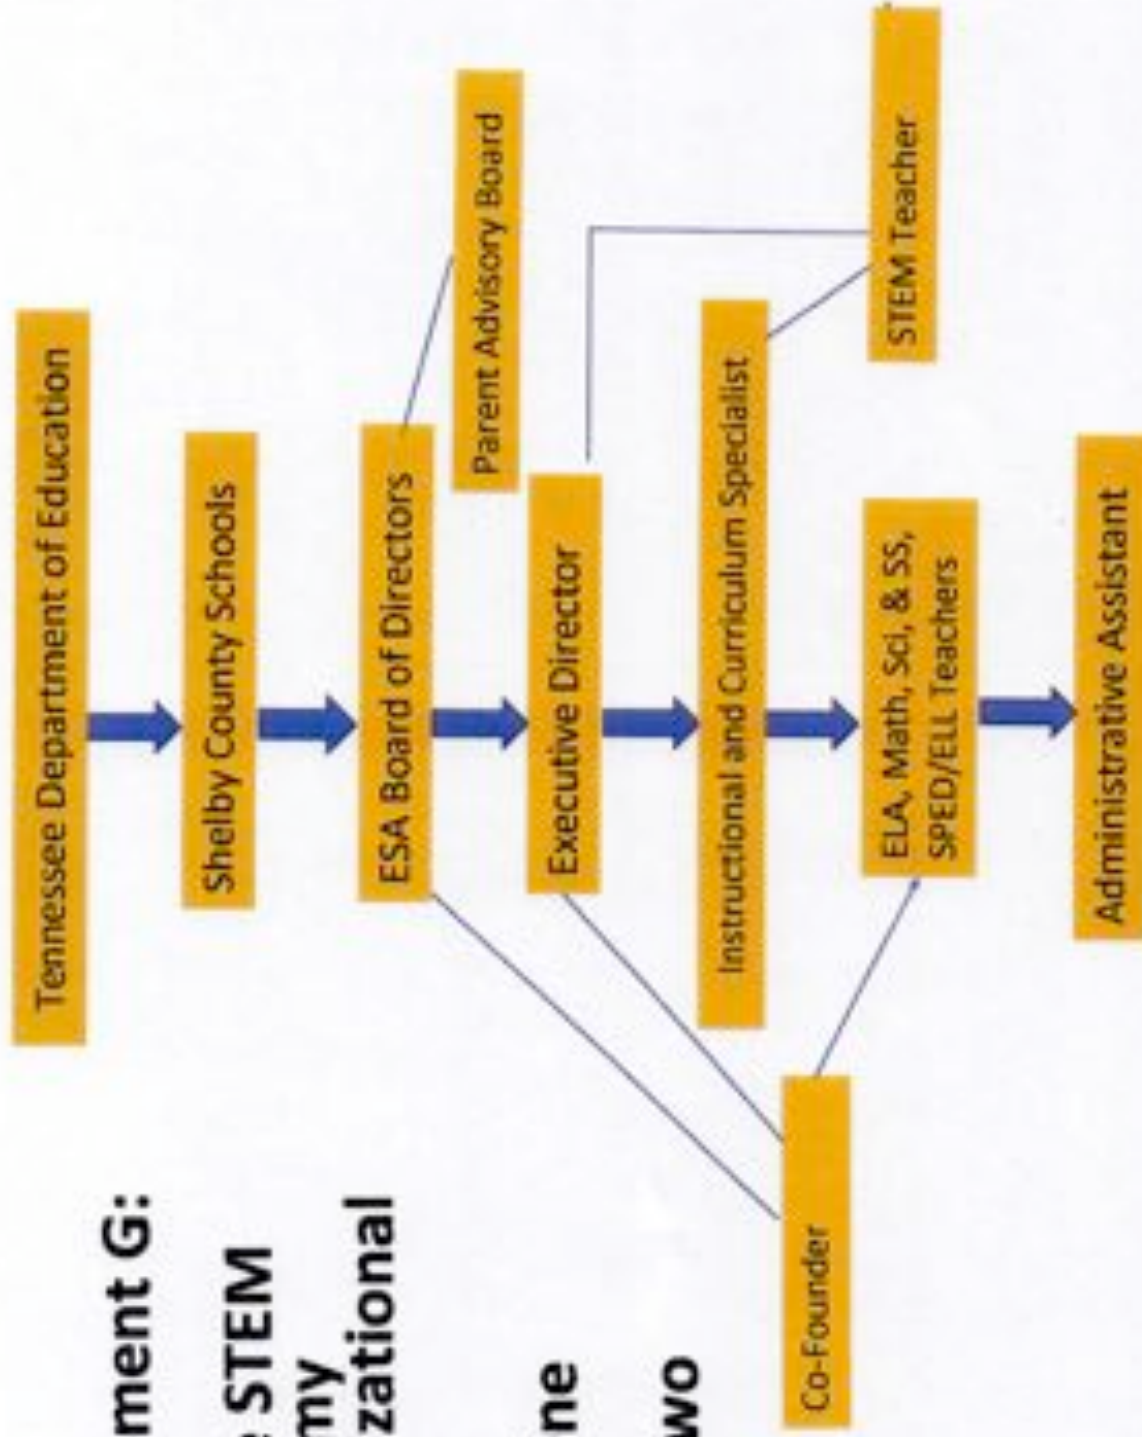 ment G:
STEM
my
zational
ne
wo
Tennessee Department of Education
Shelby County Schools
ESA Board of Directors
Parent Advisory Board
Executive Director
Instructional and Curriculum Specialist
STEM Teacher
ELA, Math, Sci, & SS,
SPED/ELL Teachers
Co-Founder
Administrative Assistant